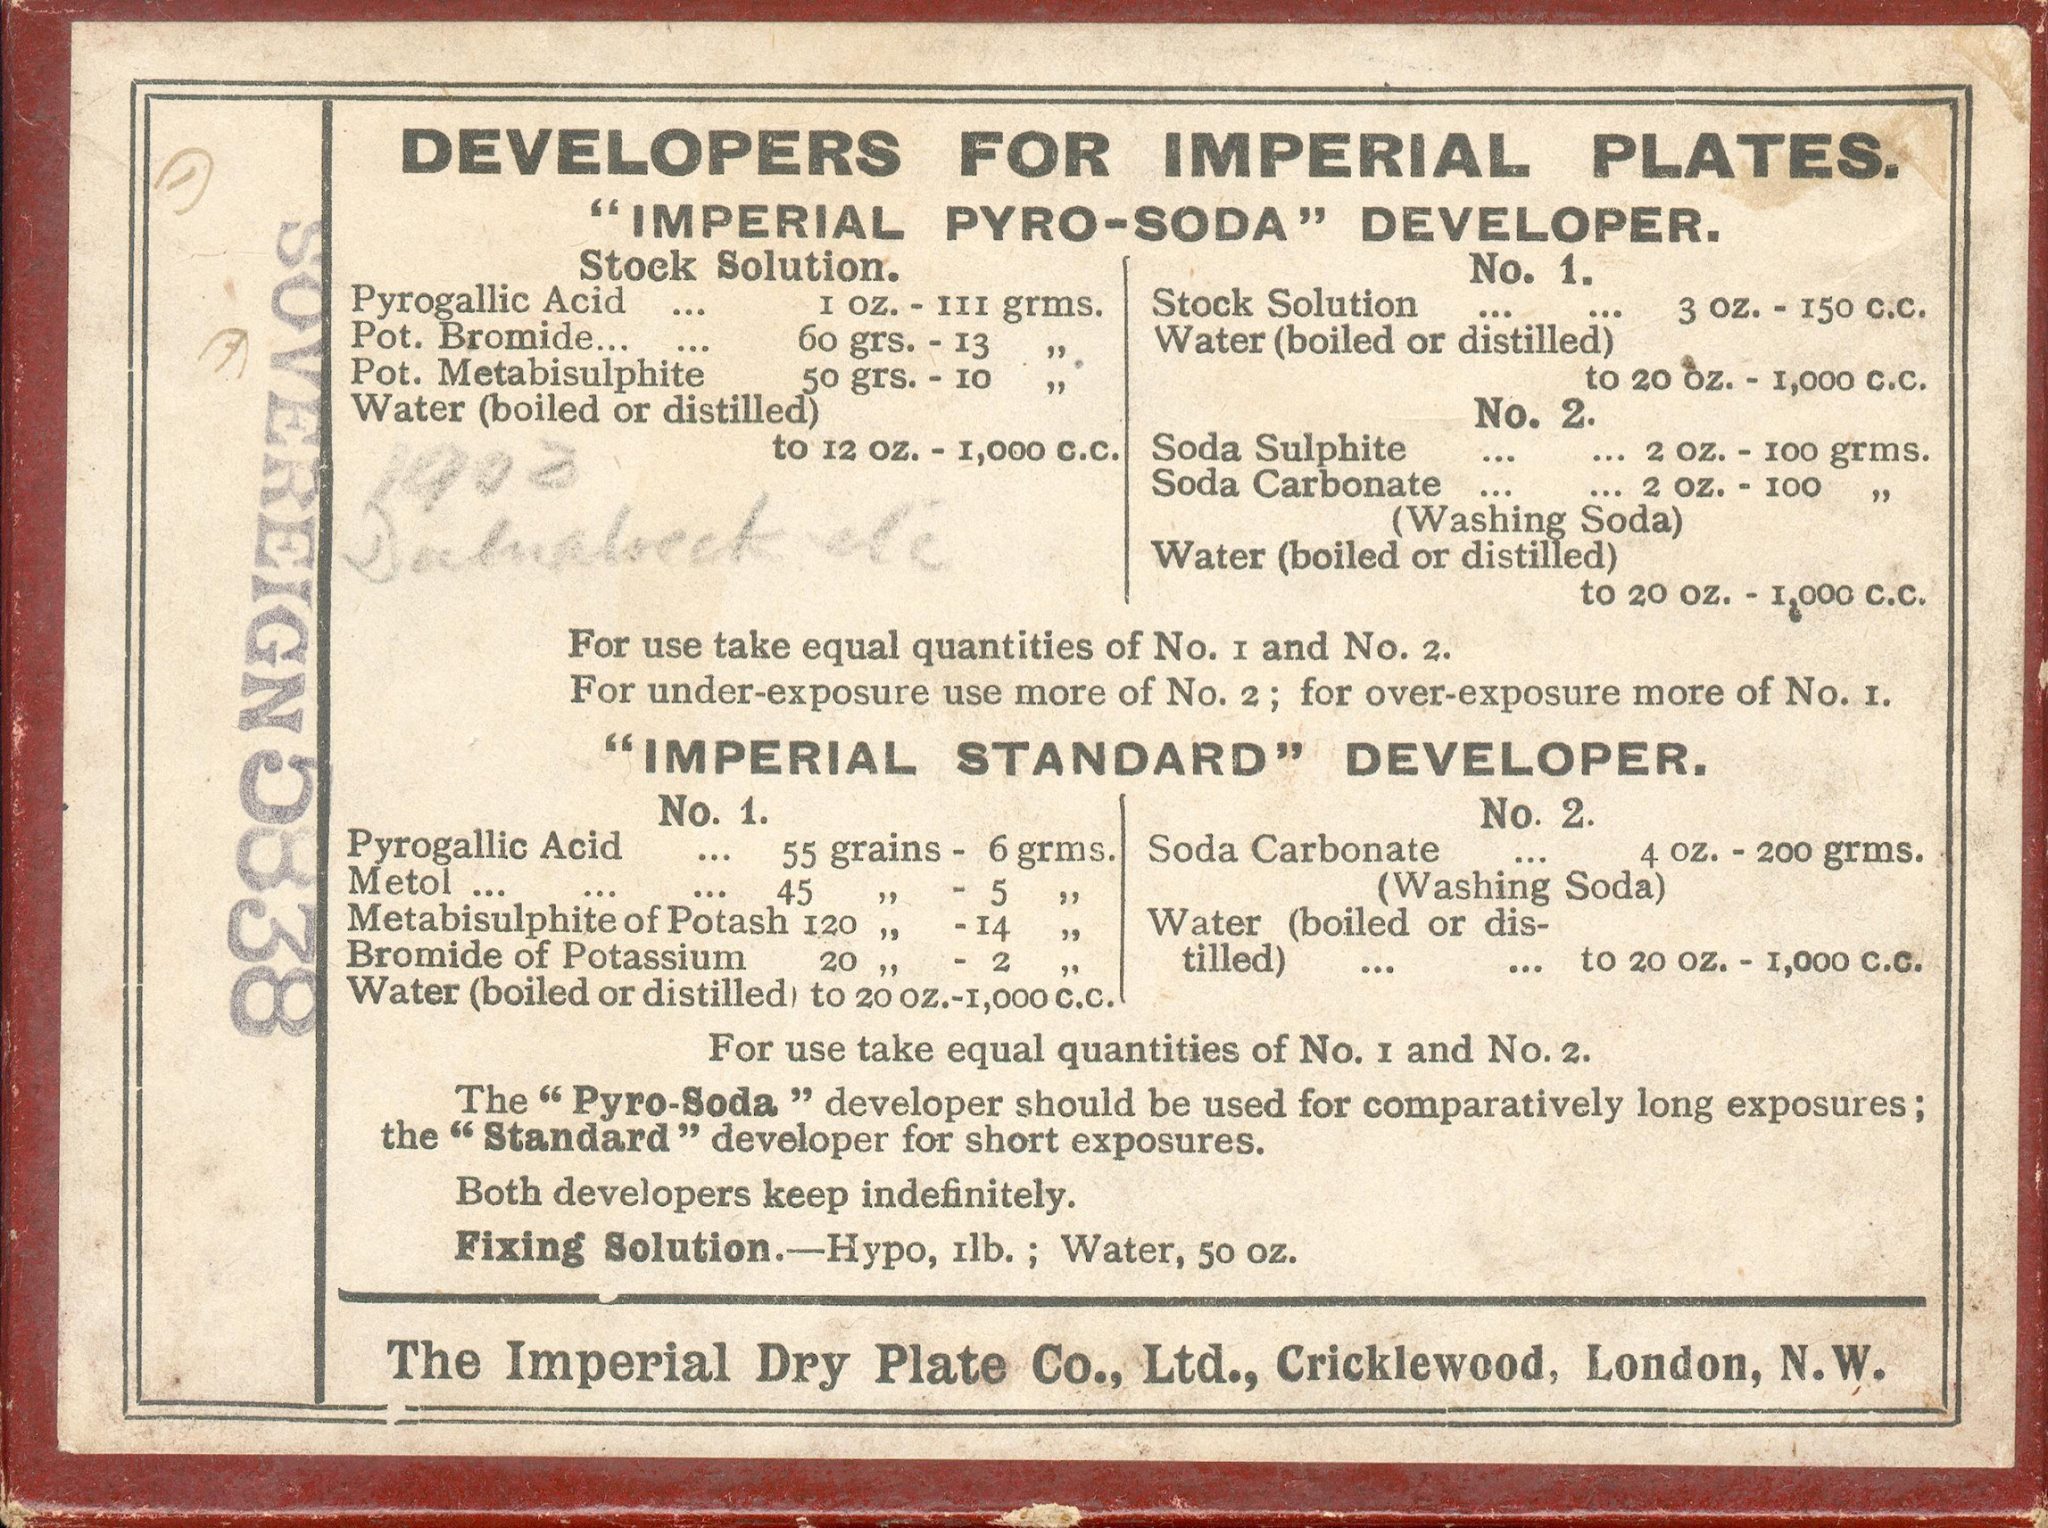 DEVELOPERS FOR IMPERIAL PLATES.
"IMPERIAL PYRO-SODA" DEVELOPER.
Stock Solution.
Pyrogallic Acid ... 1 oz. - 111 grms.
Pot. Bromide... ... 60 grs. - 13 „
Pot. Metabisulphite 50 grs. - 10 „
Water (boiled or distilled)
to 12 oz. - 1,000 c.c.
No. 1.
Stock Solution ... ... 3 oz. - 150 c.c.
Water (boiled or distilled)
to 20 oz. - 1,000 c.c.
No. 2.
Soda Sulphite ... ... 2 oz. - 100 grms.
Soda Carbonate ... ... 2 oz. - 100 „
(Washing Soda)
Water (boiled or distilled)
to 20 oz. - 1,000 c.c.
For use take equal quantities of No. 1 and No. 2.
For under-exposure use more of No. 2; for over-exposure more of No. 1.
"IMPERIAL STANDARD" DEVELOPER.
No. 1.
Pyrogallic Acid ... 55 grains - 6 grms.
Metol ... ... ... 45 „ - 5 „
Metabisulphite of Potash 120 „ - 14 „
Bromide of Potassium 20 „ - 2 „
Water (boiled or distilled) to 20 oz.-1,000 c.c.
No. 2.
Soda Carbonate ... 4 oz. - 200 grms.
(Washing Soda)
Water (boiled or dis-
tilled) ... ... to 20 oz. - 1,000 c.c.
For use take equal quantities of No. 1 and No. 2.
The "Pyro-Soda" developer should be used for comparatively long exposures;
the "Standard" developer for short exposures.
Both developers keep indefinitely.
Fixing Solution.—Hypo, 1lb.; Water, 50 oz.
The Imperial Dry Plate Co., Ltd., Cricklewood, London, N.W.
SOVEREIGN 5838